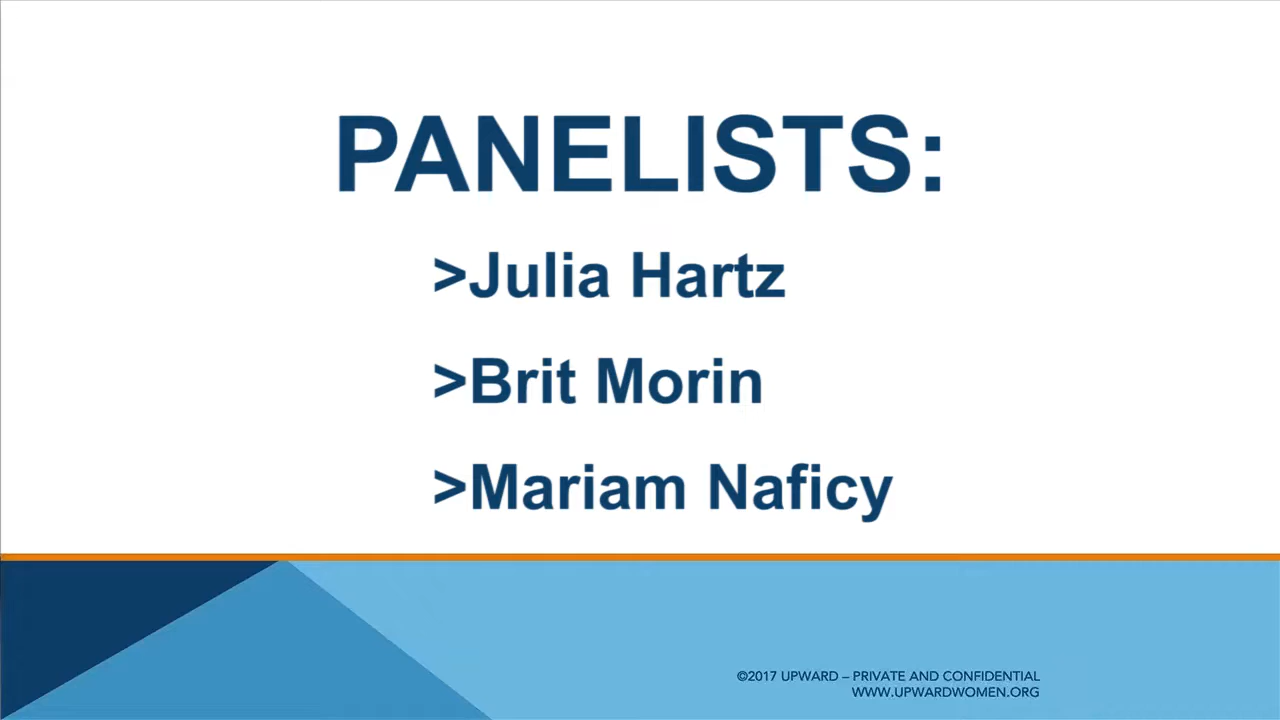 PANELISTS:
>Julia Hartz
>Brit Morin
>Mariam Naficy
©2017 UPWARD – PRIVATE AND CONFIDENTIAL
WWW.UPWARDWOMEN.ORG